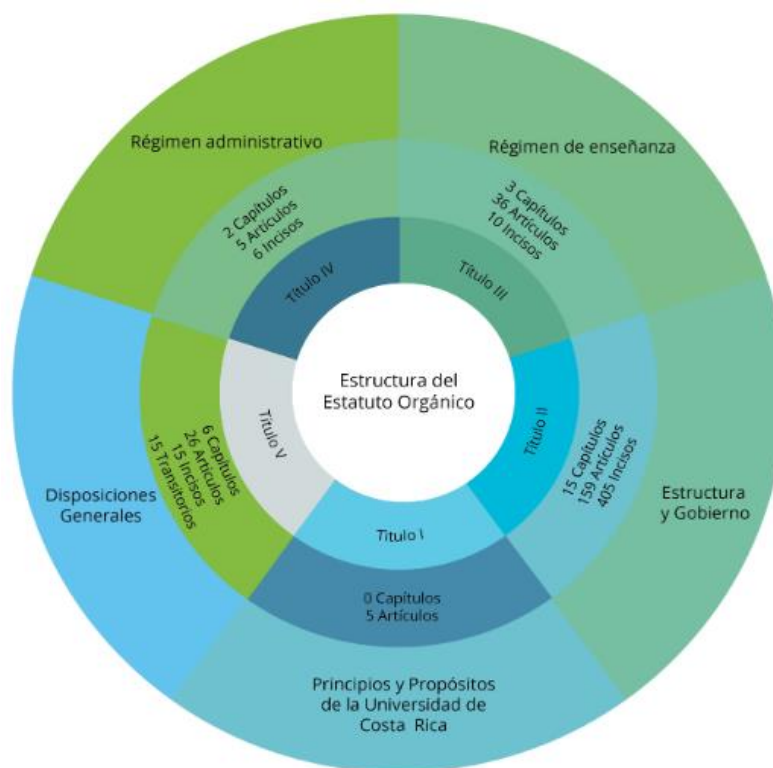 Régimen administrativo
2 Capítulos
5 Artículos
6 Incisos
Título IV
Régimen de enseñanza
3 Capítulos
36 Artículos
10 Incisos
Título III
Estructura del
Estatuto Orgánico
Título V
6 Capítulos
26 Artículos
15 Incisos
15 Transitorios
Disposiciones
Generales
Título II
15 Capítulos
159 Artículos
405 Incisos
Estructura
y Gobierno
Título I
0 Capítulos
5 Artículos
Principios y Propósitos
de la Universidad de
Costa Rica